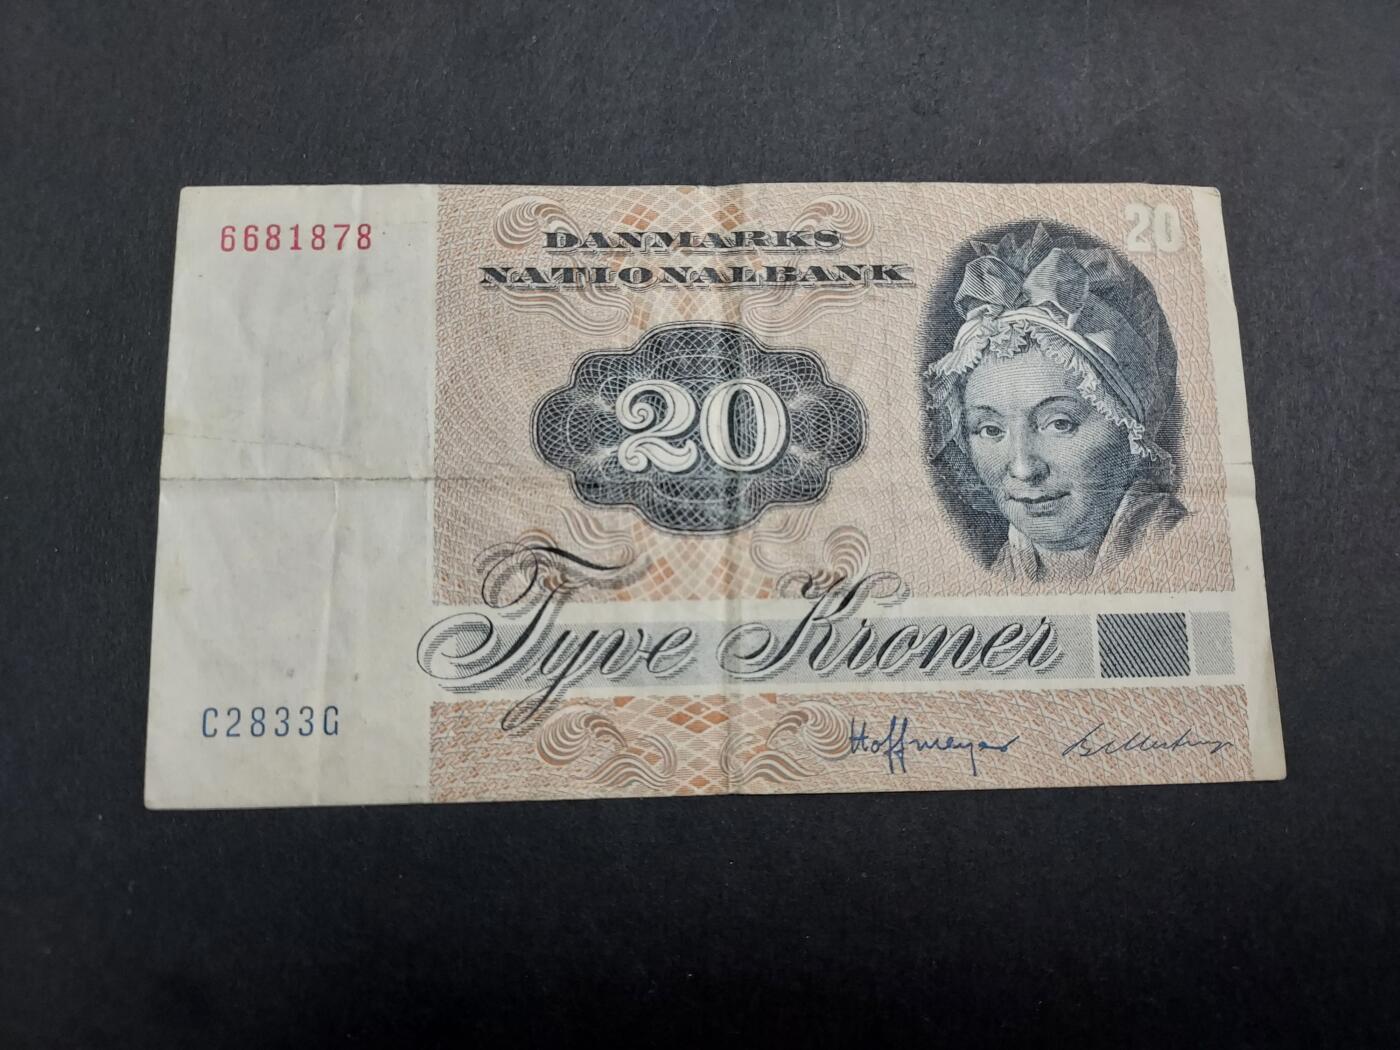 6681878
DANMARKS
NATIONALBANK
20
20
Tyve Kroner
C2833G
Hoffmeyer